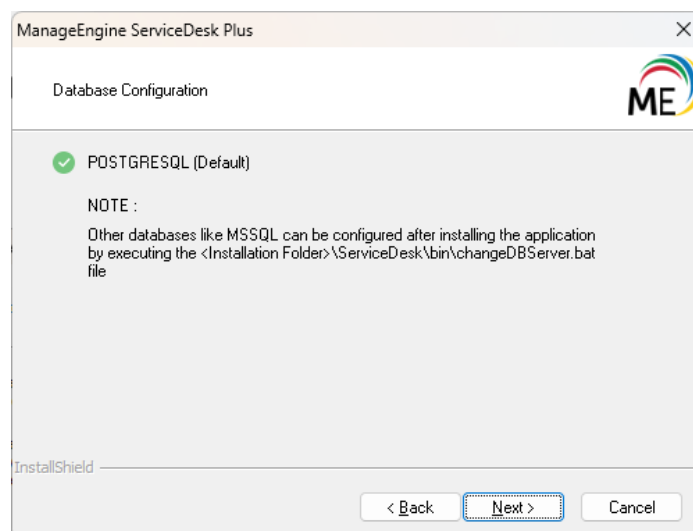 ManageEngine ServiceDesk Plus
Database Configuration
ME
POSTGRESQL (Default)
NOTE :
Other databases like MSSQL can be configured after installing the application
by executing the <Installation Folder>\ServiceDesk\bin\changeDBServer.bat
file
InstallShield
< Back
Next >
Cancel